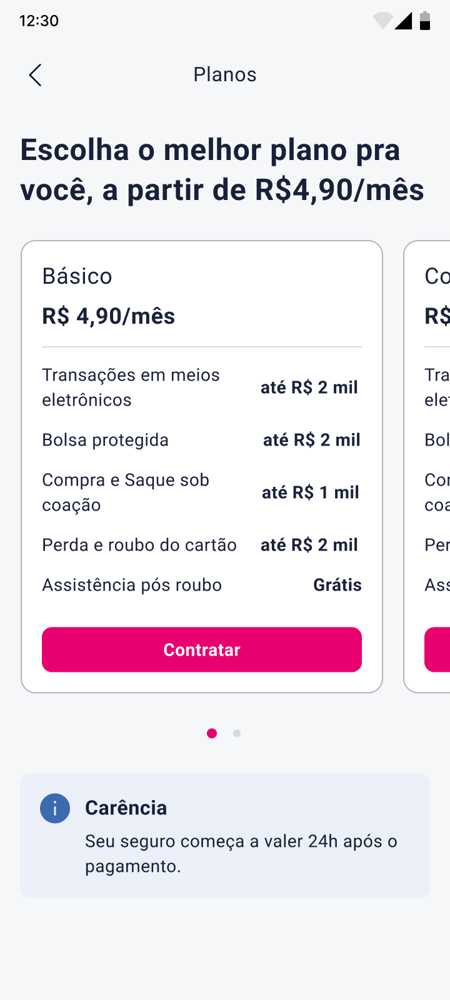 12:30
Planos
Escolha o melhor plano pra
você, a partir de R$4,90/mês
Básico
R$ 4,90/mês
Transações em meios
eletrônicos
até R$ 2 mil
Bolsa protegida
até R$ 2 mil
Compra e Saque sob
coação
até R$ 1 mil
Perda e roubo do cartão
até R$ 2 mil
Assistência pós roubo
Grátis
Contratar
Co
R$
Tra
ele
Bol
Co
coa
Per
Ass
Carência
Seu seguro começa a valer 24h após o
pagamento.